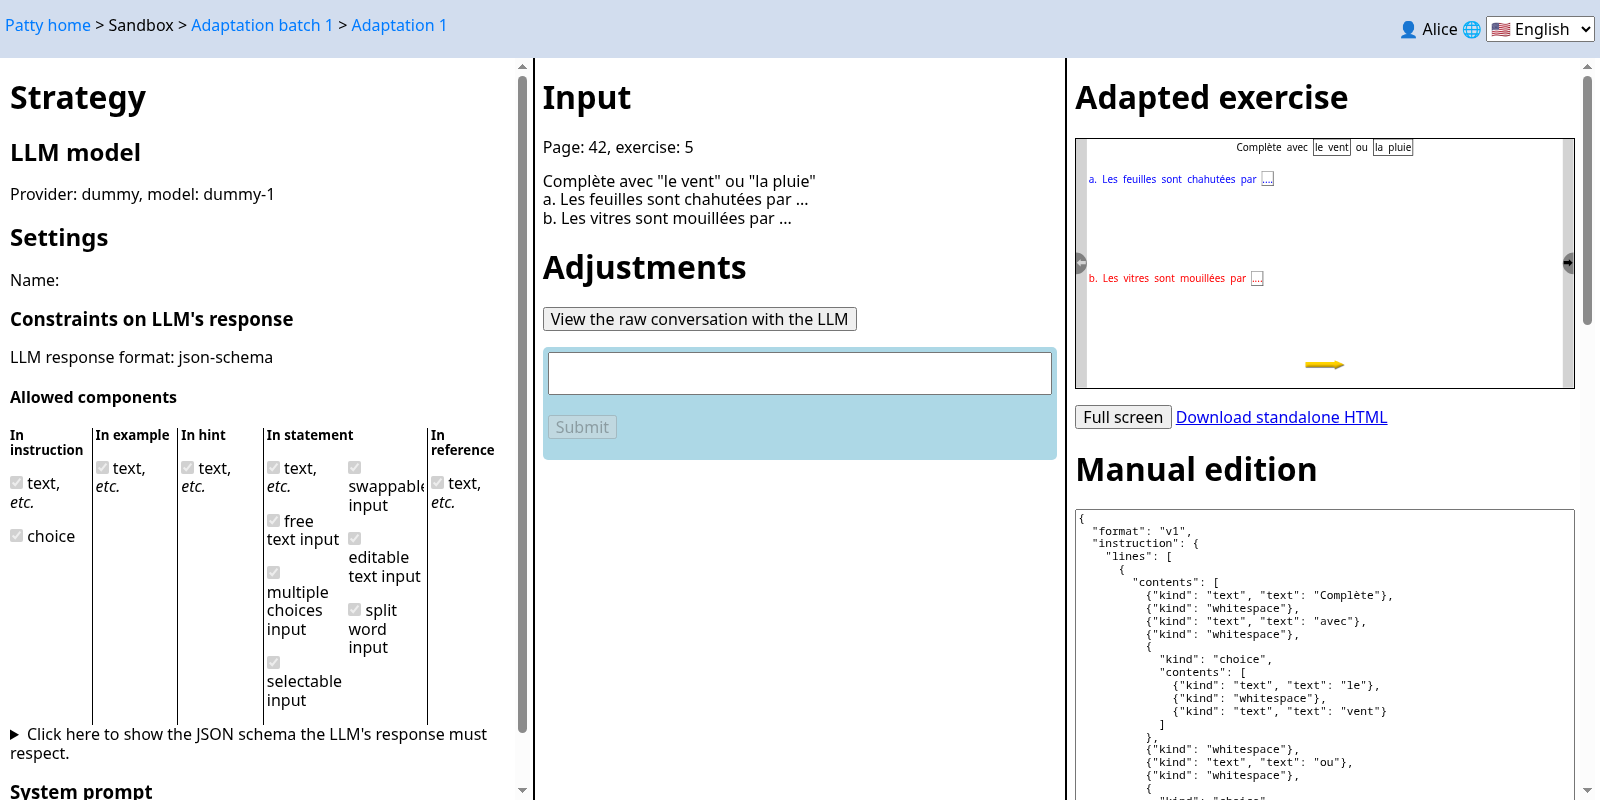 Patty home > Sandbox > Adaptation batch 1 > Adaptation 1
Alice
English
Strategy
LLM model
Provider: dummy, model: dummy-1
Settings
Name:
Constraints on LLM's response
LLM response format: json-schema
Allowed components
In instruction
text, etc.
choice
In example
text, etc.
In hint
text, etc.
In statement
text, etc.
free text input
multiple choices input
selectable input
swappable input
editable text input
split word input
In reference
text, etc.
Click here to show the JSON schema the LLM's response must
respect.
System prompt
Input
Page: 42, exercise: 5
Complète avec "le vent" ou "la pluie"
a. Les feuilles sont chahutées par ...
b. Les vitres sont mouillées par ...
Adjustments
View the raw conversation with the LLM
Submit
Adapted exercise
Complète avec le vent ou la pluie
a. Les feuilles sont chahutées par ....
b. Les vitres sont mouillées par ....
Full screen Download standalone HTML
Manual edition
{
"format": "v1",
"instruction": {
"lines": [
{
"contents": [
{"kind": "text", "text": "Complète"},
{"kind": "whitespace"},
{"kind": "text", "text": "avec"},
{"kind": "whitespace"},
{
"kind": "choice",
"contents": [
{"kind": "text", "text": "le"},
{"kind": "whitespace"},
{"kind": "text", "text": "vent"}
]
},
{"kind": "whitespace"},
{"kind": "text", "text": "ou"},
{"kind": "whitespace"},
{
"kind": "choice",